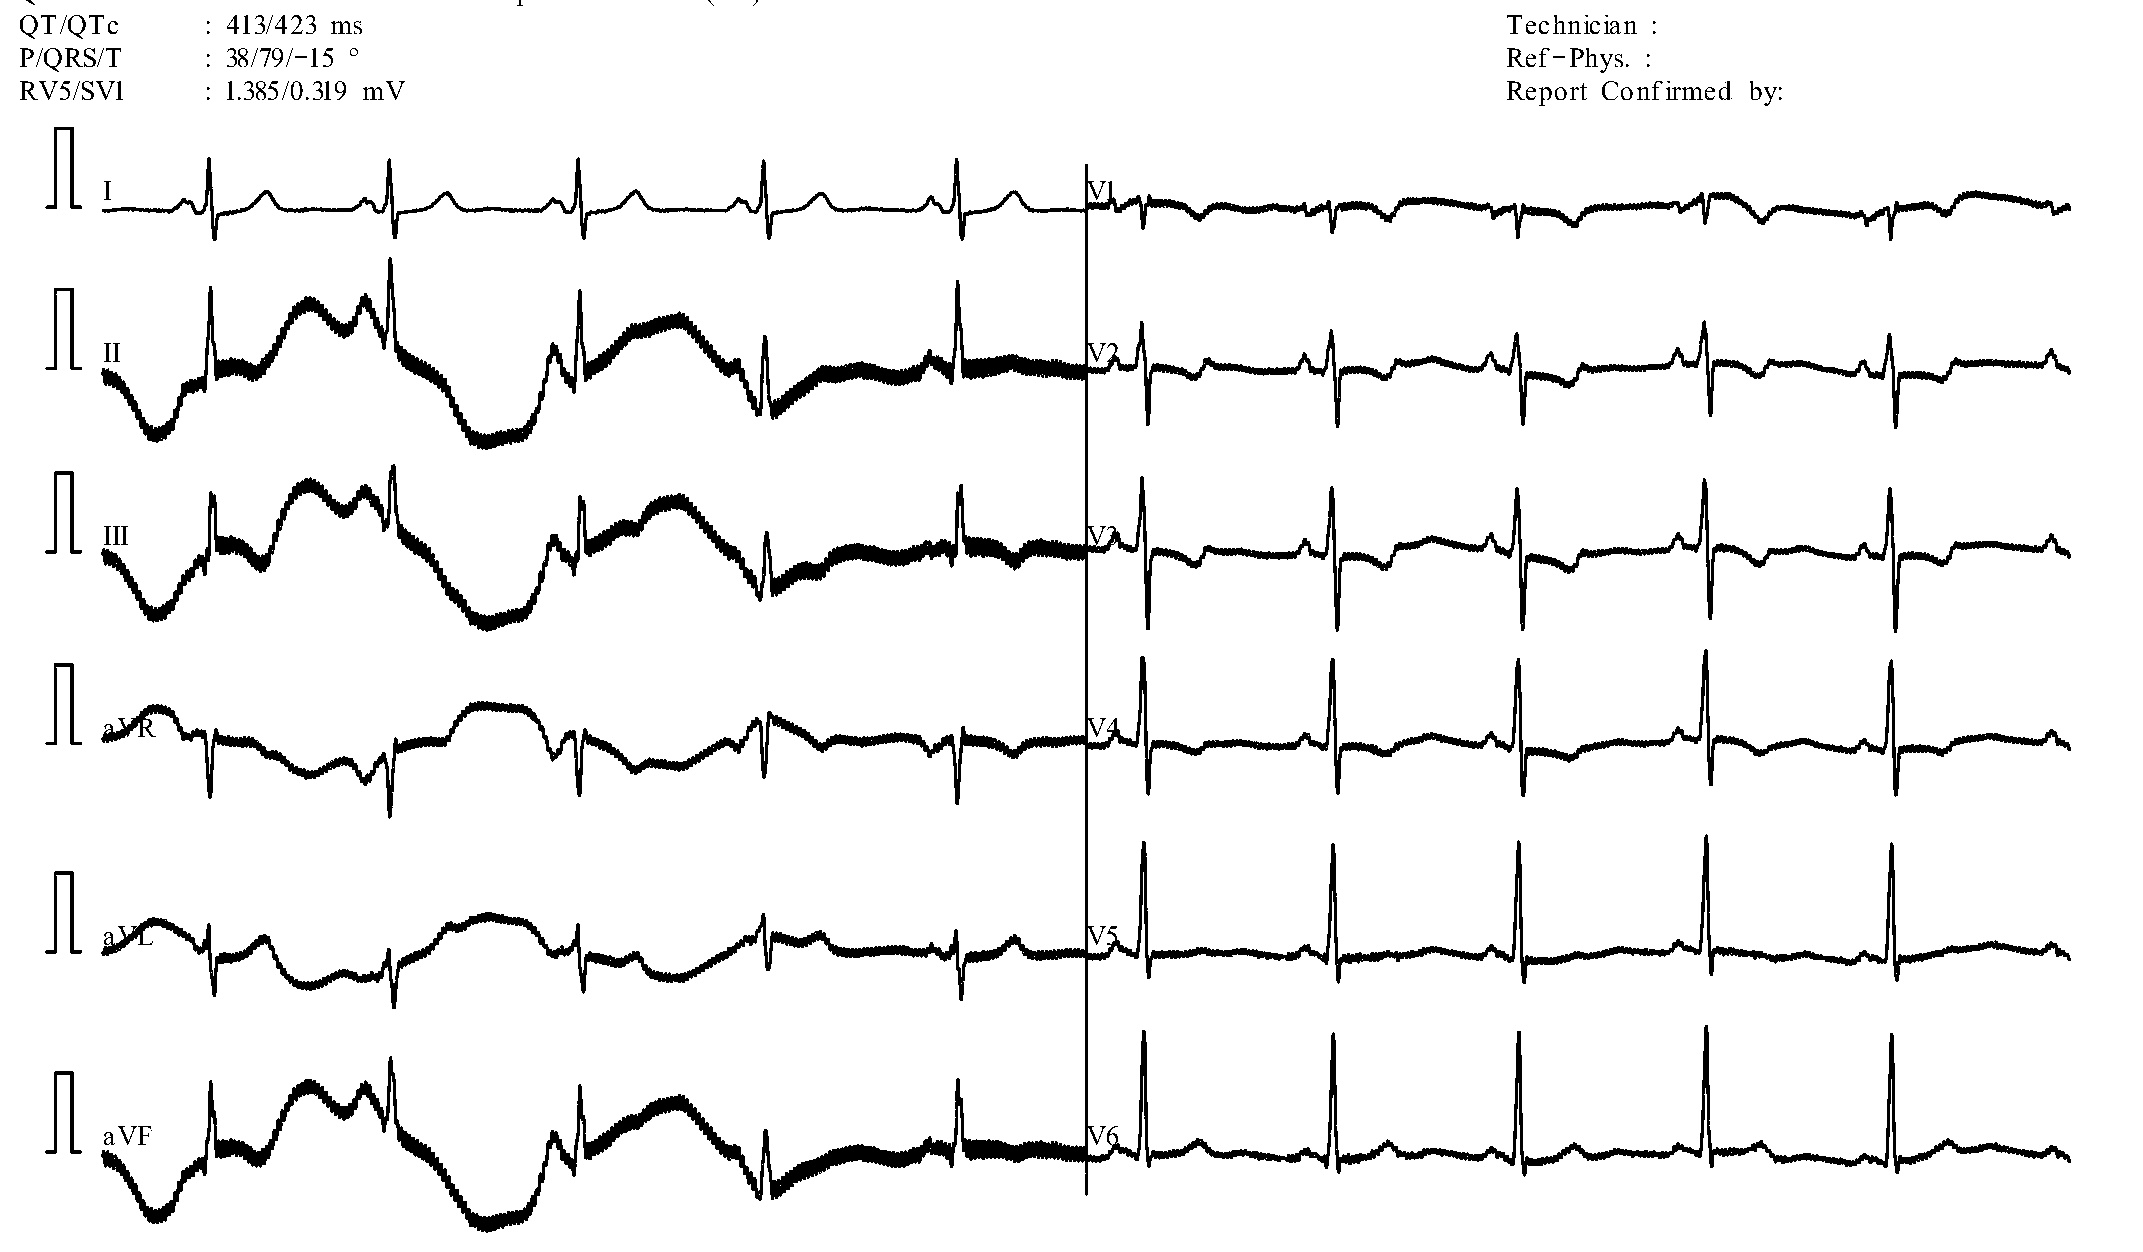 QT/QTc : 413/423 ms
P/QRS/T : 38/79/-15 °
RV5/SV1 : 1.385/0.319 mV
Technician :
Ref-Phys. :
Report Confirmed by:
I
V1
II
V2
III
V3
aVR
V4
aVL
V5
aVF
V6